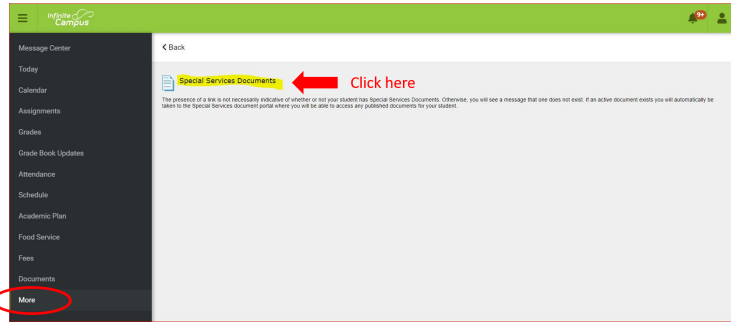 Infinite
Campus
9+
Message Center
Today
Calendar
Assignments
Grades
Grade Book Updates
Attendance
Schedule
Academic Plan
Food Service
Fees
Documents
More
Back
Special Services Documents
Click here
The presence of a link is not necessarily indicative of whether or not your student has Special Services Documents. Otherwise, you will see a message that one does not exist. If an active document exists you will automatically be
taken to the Special Services document portal where you will be able to access any published documents for your student.